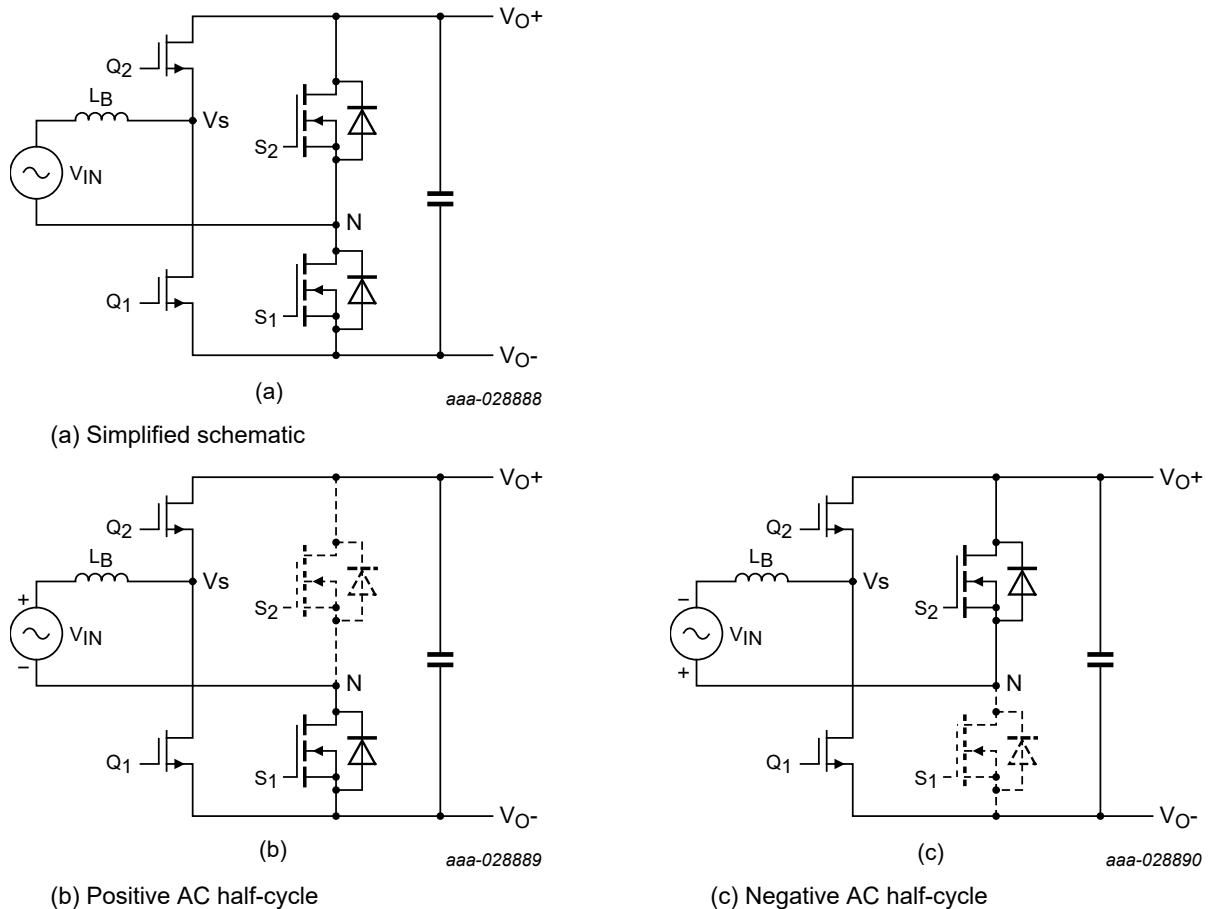 VO+
Q2
LB
Vs
S2
VIN
N
Q1
S1
VO-
(a)
aaa-028888
(a) Simplified schematic
VO+
Q2
LB
Vs
+
S2
VIN
−
N
Q1
S1
VO-
(b)
aaa-028889
(b) Positive AC half-cycle
VO+
Q2
LB
Vs
−
S2
VIN
+
N
Q1
S1
VO-
(c)
aaa-028890
(c) Negative AC half-cycle